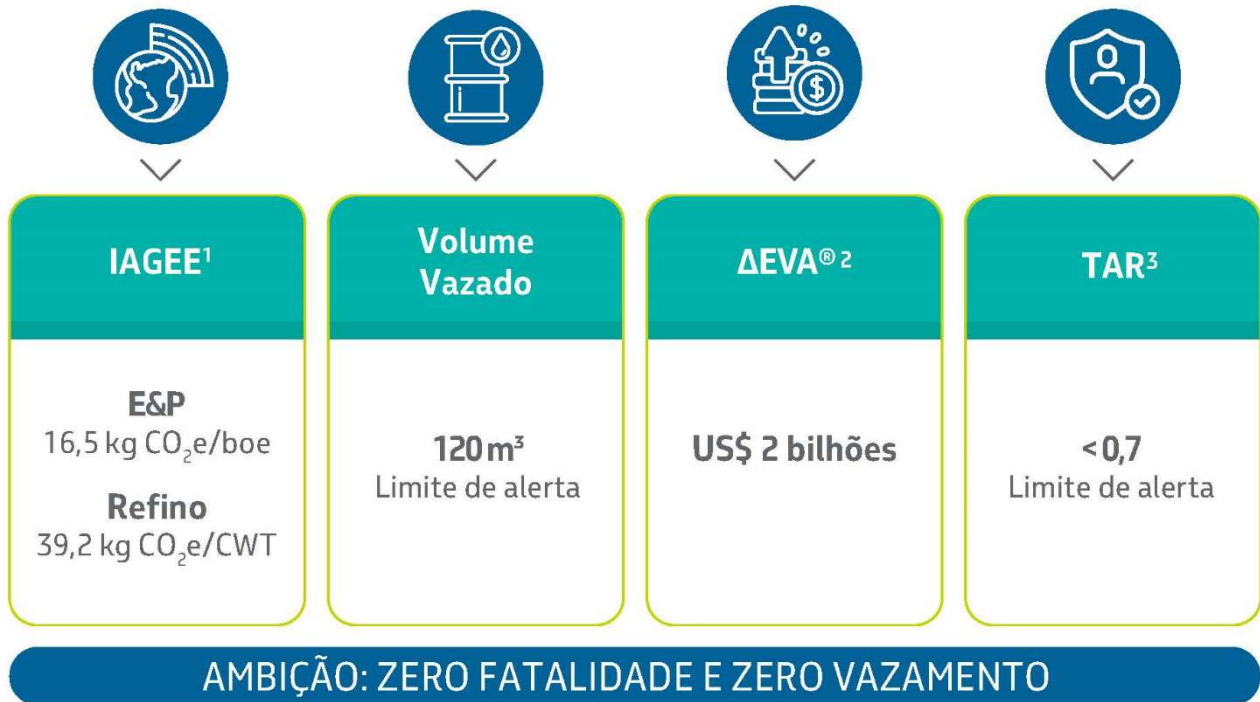 IAGEE¹
E&P
16,5 kg CO₂e/boe
Refino
39,2 kg CO₂e/CWT
Volume
Vazado
120 m³
Limite de alerta
ΔEVA® ²
US$ 2 bilhões
TAR³
<0,7
Limite de alerta
AMBIÇÃO: ZERO FATALIDADE E ZERO VAZAMENTO